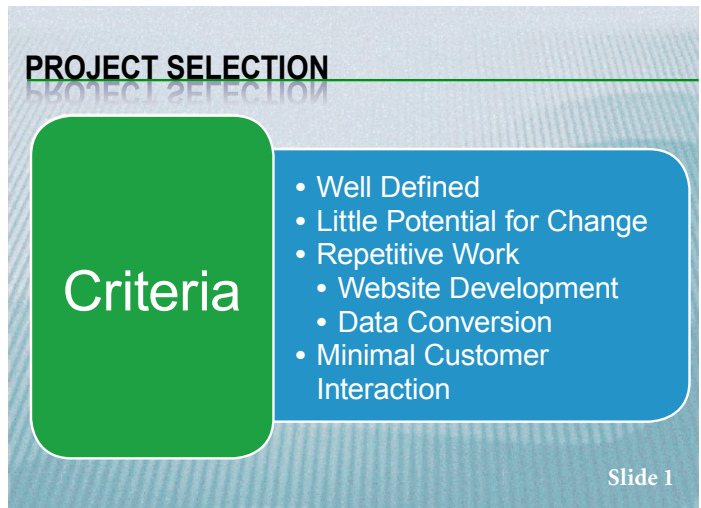 PROJECT SELECTION
Criteria
• Well Defined
• Little Potential for Change
• Repetitive Work
• Website Development
• Data Conversion
• Minimal Customer
Interaction
Slide 1